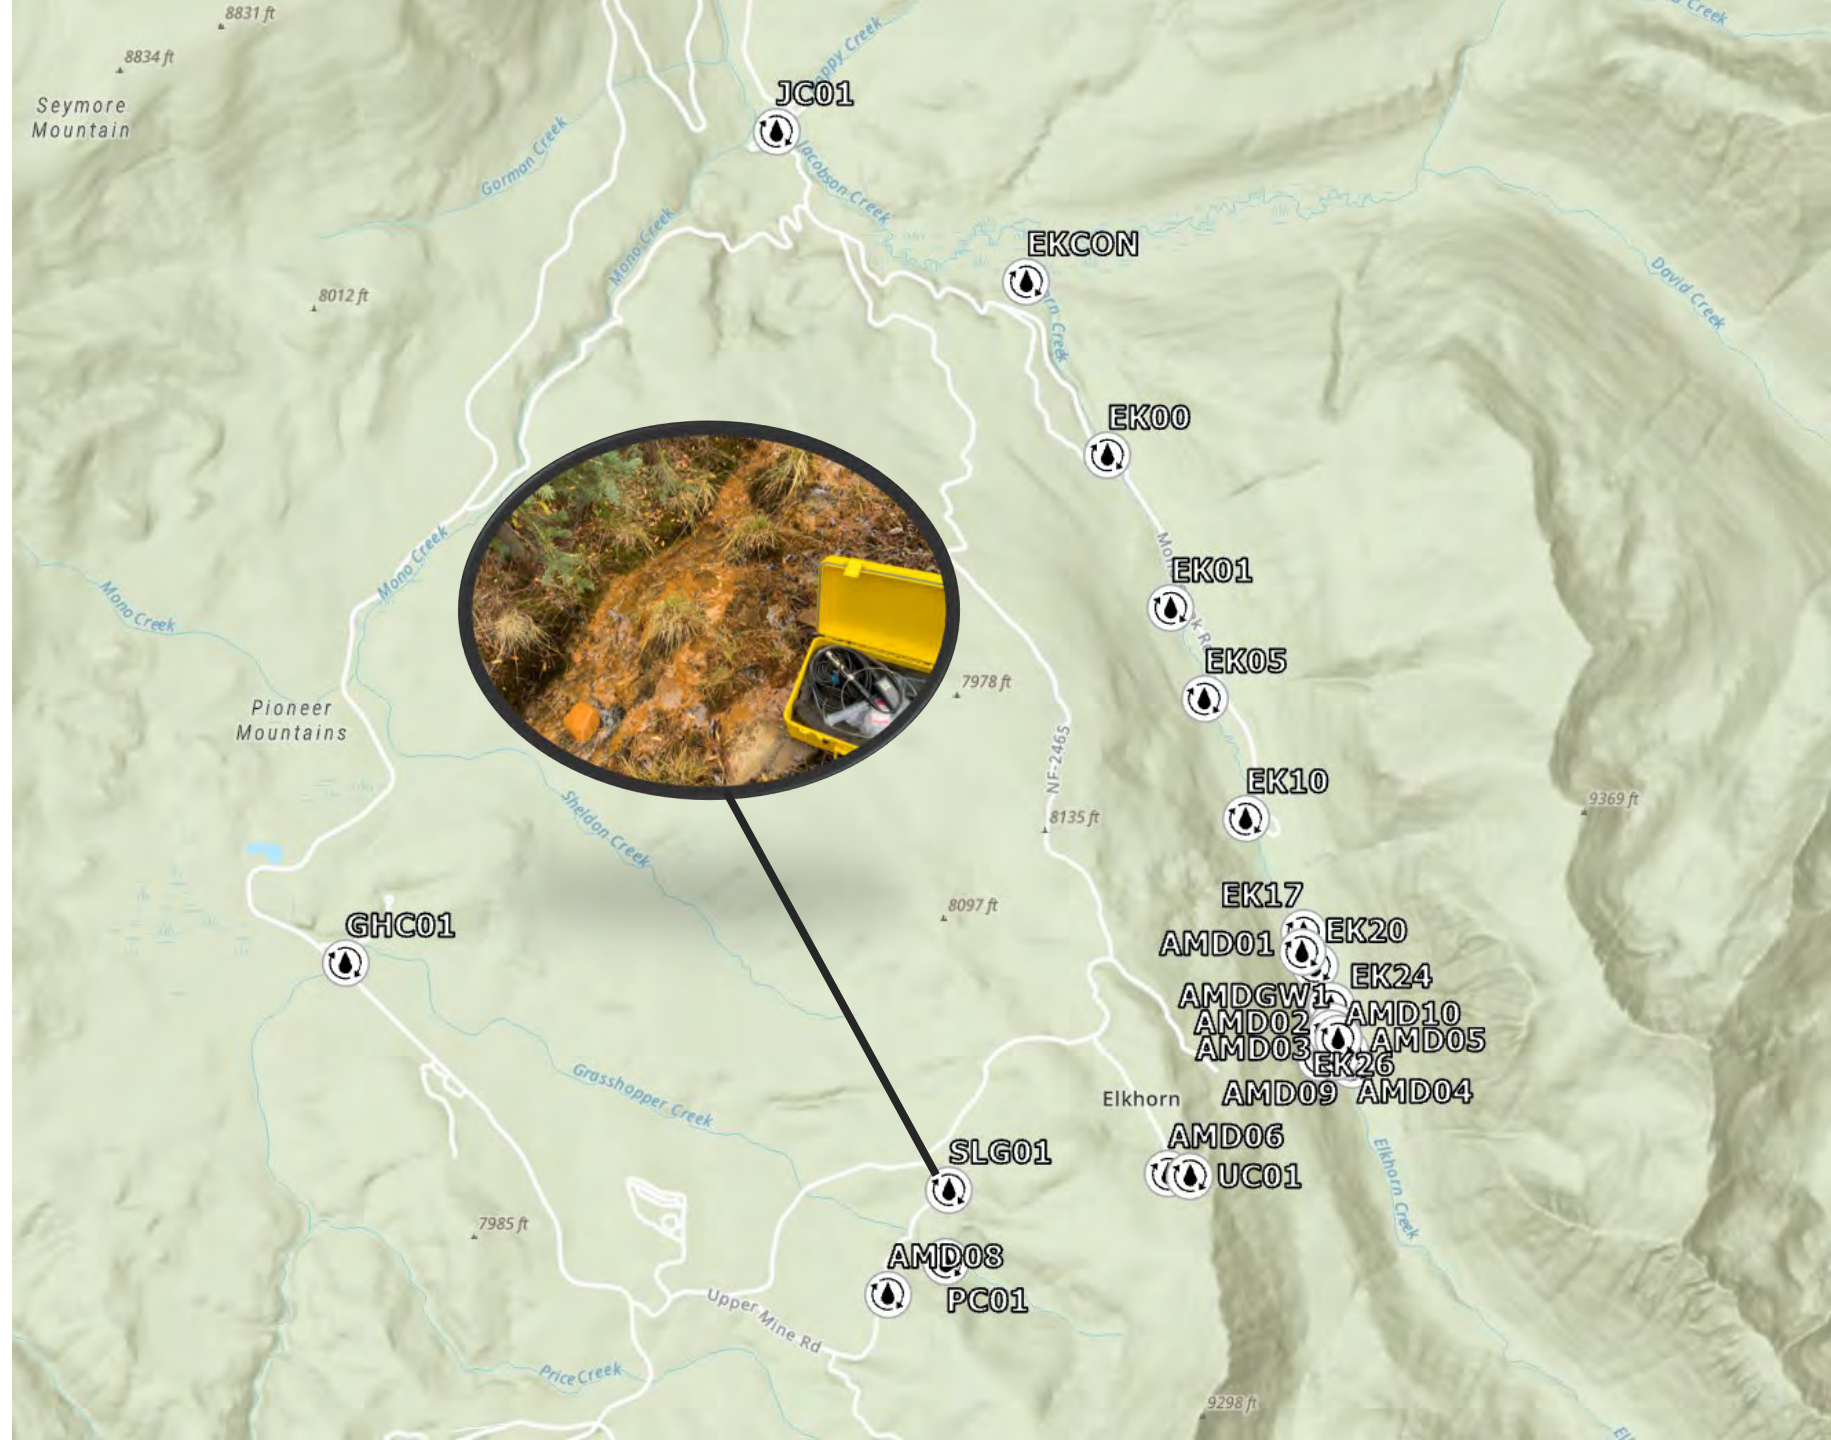 8831 ft
8834 ft
Seymore
Mountain
Creek
JC01
Gorman Creek
Jacobson Creek
Mono Creek
EKCON
8012 ft
David Creek
Creek
EK00
Mono Creek
EK01
Mono Creek
EK05
Pioneer
Mountains
7978 ft
NF-2465
EK10
Sheldon Creek
8135 ft
9369 ft
EK17
8097 ft
GHC01
EK20
AMD01
EK24
AMDGW1
AMD10
AMD02
AMD05
AMD03
EK26
Grasshopper Creek
Elkhorn
AMD09
AMD04
AMD06
SLG01
UC01
Elkhorn Creek
7985 ft
AMD08
PC01
Upper Mine Rd
Price Creek
9298 ft